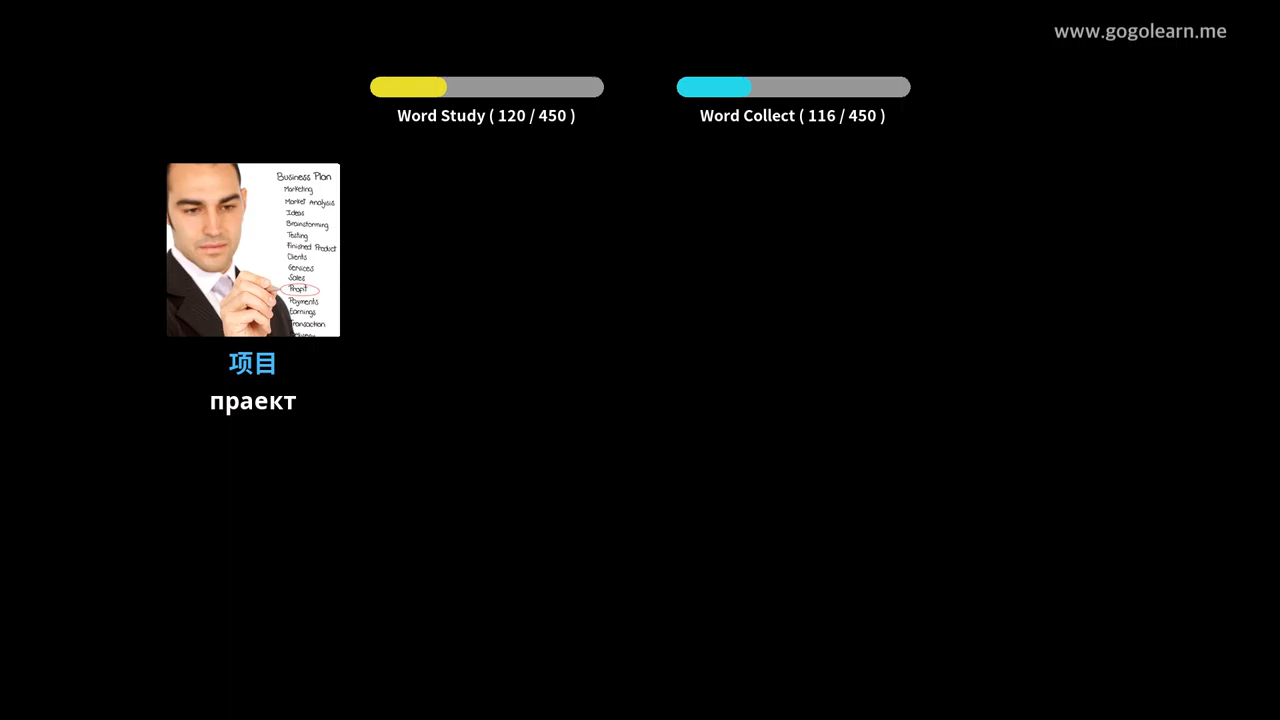 www.gogolearn.me
Word Study ( 120 / 450 )
Word Collect ( 116 / 450 )
Business Plan
Marketing
Market Analysis
Ideas
Brainstorming
Testing
Finished Product
Clients
Services
Sales
Profit
Payments
Earnings
Transaction
Delivery
项目
праект